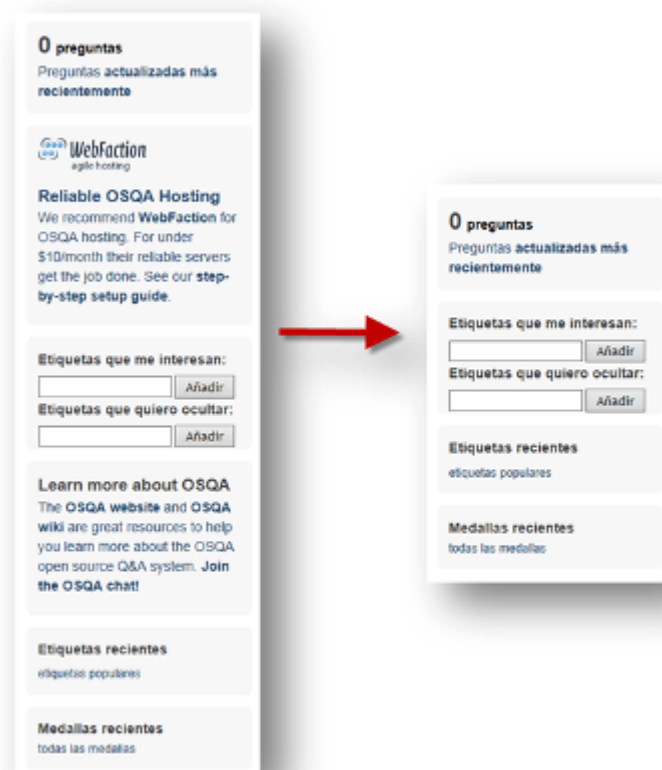 0 preguntas
Preguntas actualizadas más
recientemente
WebFaction
agile hosting
Reliable OSQA Hosting
We recommend WebFaction for
OSQA hosting. For under
$10/month their reliable servers
get the job done. See our step-
by-step setup guide.
Etiquetas que me interesan:
Añadir
Etiquetas que quiero ocultar:
Añadir
Learn more about OSQA
The OSQA website and OSQA
wiki are great resources to help
you learn more about the OSQA
open source Q&A system. Join
the OSQA chat!
Etiquetas recientes
etiquetas populares
Medallas recientes
todas las medallas
0 preguntas
Preguntas actualizadas más
recientemente
Etiquetas que me interesan:
Añadir
Etiquetas que quiero ocultar:
Añadir
Etiquetas recientes
etiquetas populares
Medallas recientes
todas las medallas